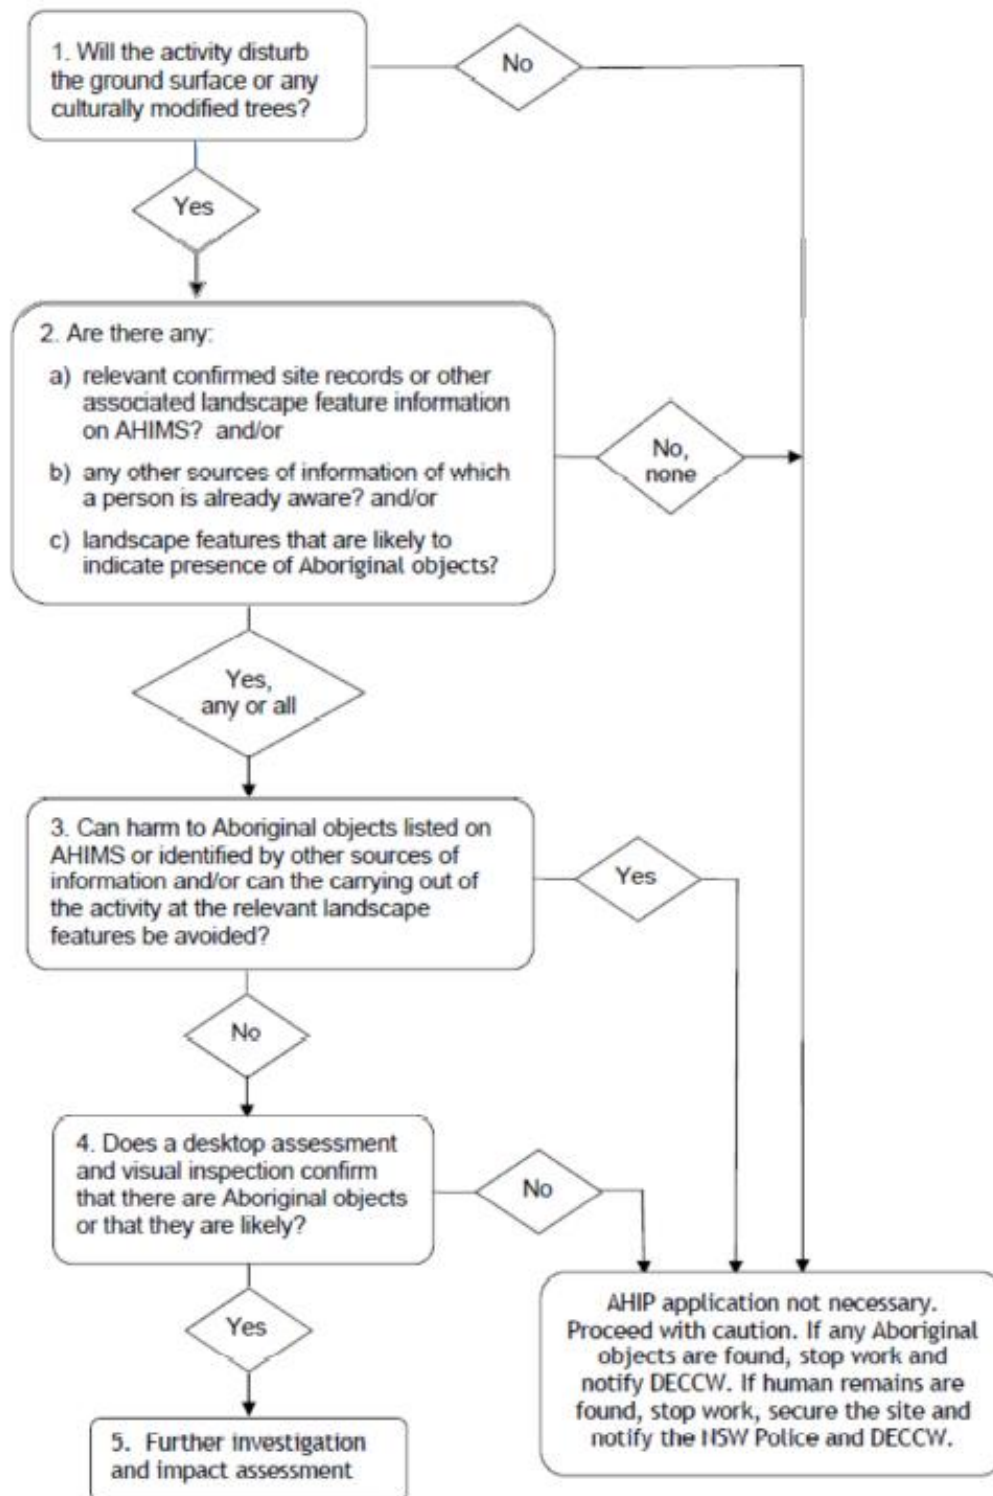 1. Will the activity disturb
the ground surface or any
culturally modified trees?
No
Yes
2. Are there any:
a) relevant confirmed site records or other
associated landscape feature information
on AHIMS? and/or
b) any other sources of information of which
a person is already aware? and/or
c) landscape features that are likely to
indicate presence of Aboriginal objects?
No,
none
Yes,
any or all
3. Can harm to Aboriginal objects listed on
AHIMS or identified by other sources of
information and/or can the carrying out of
the activity at the relevant landscape
features be avoided?
Yes
No
4. Does a desktop assessment
and visual inspection confirm
that there are Aboriginal objects
or that they are likely?
No
Yes
5. Further investigation
and impact assessment
AHIP application not necessary.
Proceed with caution. If any Aboriginal
objects are found, stop work and
notify DECCW. If human remains are
found, stop work, secure the site and
notify the NSW Police and DECCW.